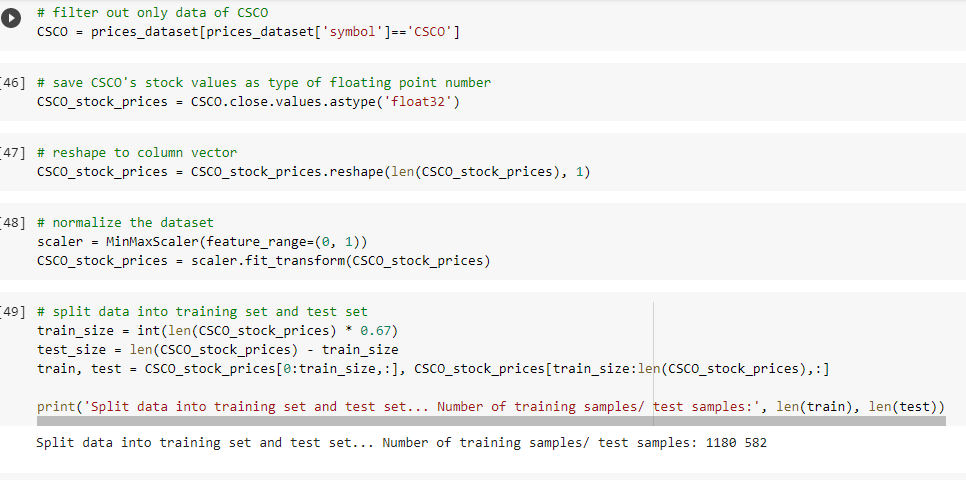 # filter out only data of CSCO
CSCO = prices_dataset[prices_dataset['symbol']=='CSCO']
46] # save CSCO's stock values as type of floating point number
CSCO_stock_prices = CSCO.close.values.astype('float32')
47] # reshape to column vector
CSCO_stock_prices = CSCO_stock_prices.reshape(len(CSCO_stock_prices), 1)
48] # normalize the dataset
scaler = MinMaxScaler(feature_range=(0, 1))
CSCO_stock_prices = scaler.fit_transform(CSCO_stock_prices)
49] # split data into training set and test set
train_size = int(len(CSCO_stock_prices) * 0.67)
test_size = len(CSCO_stock_prices) - train_size
train, test = CSCO_stock_prices[0:train_size,:], CSCO_stock_prices[train_size:len(CSCO_stock_prices),:]
print('Split data into training set and test set... Number of training samples/ test samples:', len(train), len(test))
Split data into training set and test set... Number of training samples/ test samples: 1180 582